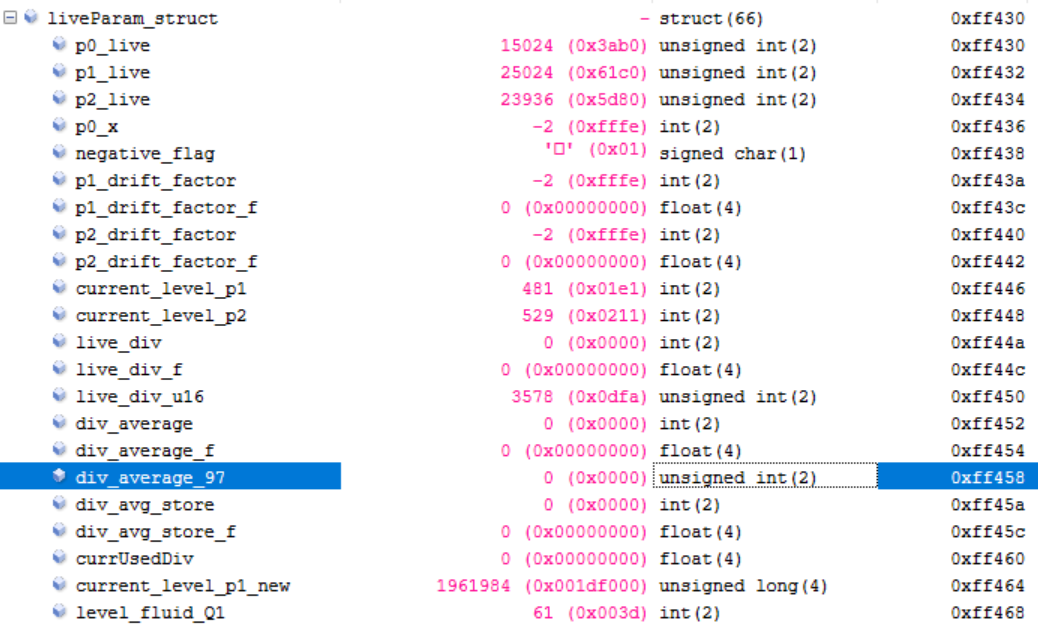 liveParam_struct - struct(66) 0xff430
p0_live 15024 (0x3ab0) unsigned int(2) 0xff430
p1_live 25024 (0x61c0) unsigned int(2) 0xff432
p2_live 23936 (0x5d80) unsigned int(2) 0xff434
p0_x -2 (0xfffe) int(2) 0xff436
negative_flag '□' (0x01) signed char(1) 0xff438
p1_drift_factor -2 (0xfffe) int(2) 0xff43a
p1_drift_factor_f 0 (0x00000000) float(4) 0xff43c
p2_drift_factor -2 (0xfffe) int(2) 0xff440
p2_drift_factor_f 0 (0x00000000) float(4) 0xff442
current_level_p1 481 (0x01e1) int(2) 0xff446
current_level_p2 529 (0x0211) int(2) 0xff448
live_div 0 (0x0000) int(2) 0xff44a
live_div_f 0 (0x00000000) float(4) 0xff44c
live_div_u16 3578 (0x0dfa) unsigned int(2) 0xff450
div_average 0 (0x0000) int(2) 0xff452
div_average_f 0 (0x00000000) float(4) 0xff454
div_average_97 0 (0x0000) unsigned int(2) 0xff458
div_avg_store 0 (0x0000) int(2) 0xff45a
div_avg_store_f 0 (0x00000000) float(4) 0xff45c
currUsedDiv 0 (0x00000000) float(4) 0xff460
current_level_p1_new 1961984 (0x001df000) unsigned long(4) 0xff464
level_fluid_Q1 61 (0x003d) int(2) 0xff468